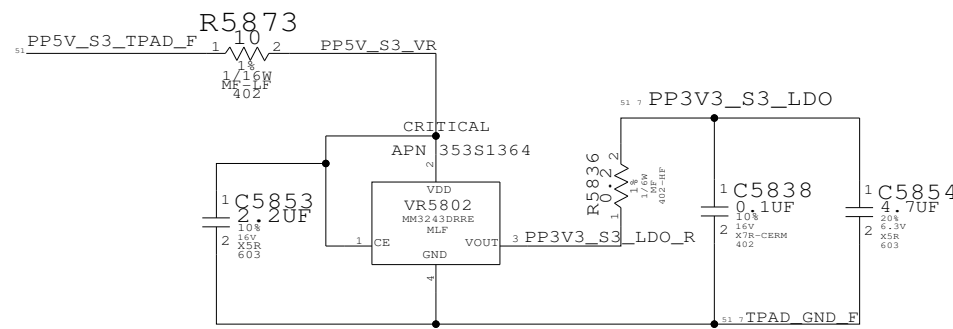 R5873
51 PP5V_S3_TPAD_F
10
1 2
PP5V_S3_VR
1%
1/16W
MF-LF
402
51 7 PP3V3_S3_LDO
CRITICAL
APN 353S1364
2
VDD
VR5802
MM3243DRRE
MLF
1 CE
VOUT 3
GND
4
PP3V3_S3_LDO_R
R5836
0.2
1%
1/6W
MF
402-HF
2
1
1 C5853
2.2UF
10%
2 16V
X5R
603
1 C5838
0.1UF
10%
2 16V
X7R-CERM
402
1 C5854
4.7UF
20%
2 6.3V
X5R
603
51 7 TPAD_GND_F